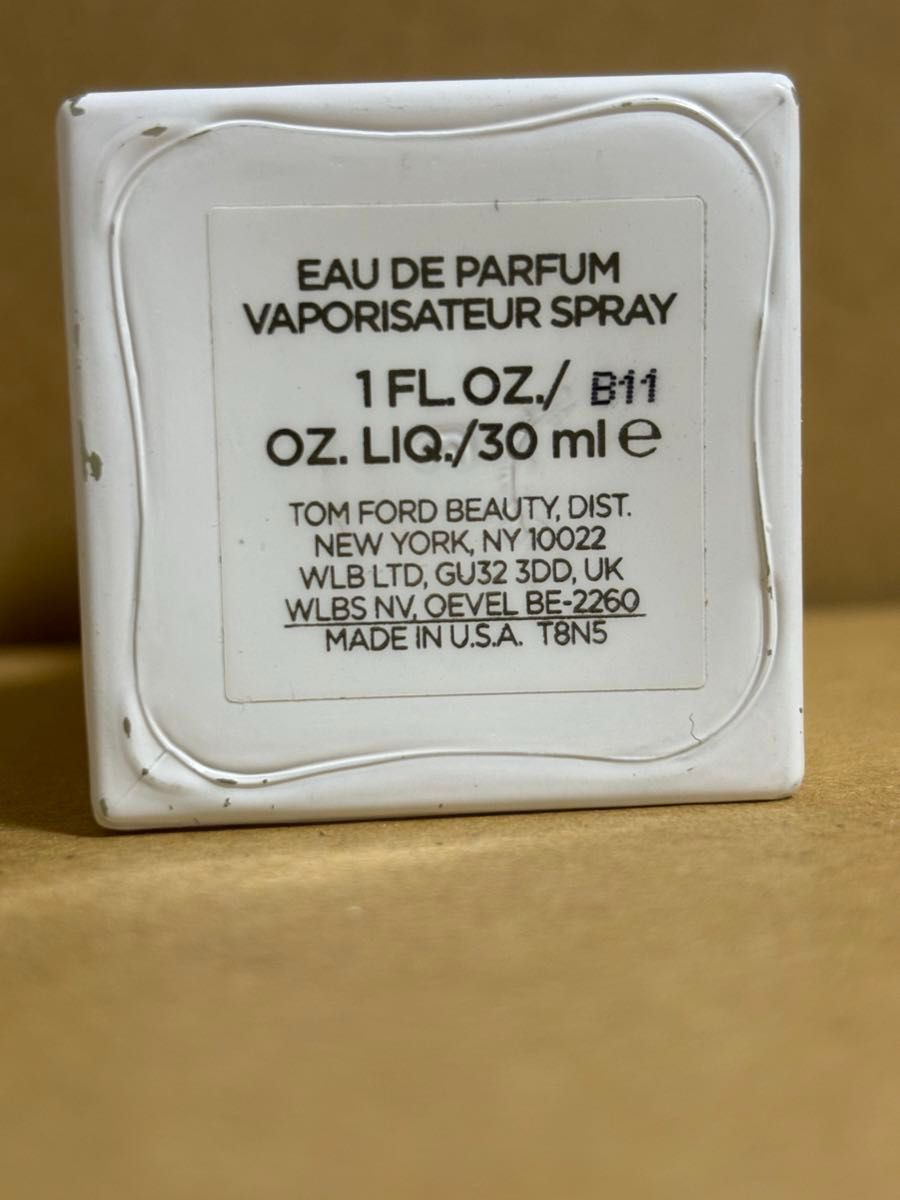 EAU DE PARFUM
VAPORISATEUR SPRAY
1 FL. OZ./ B11
OZ. LIQ./30 ml ℮
TOM FORD BEAUTY, DIST.
NEW YORK, NY 10022
WLB LTD, GU32 3DD, UK
WLBS NV, OEVEL BE-2260
MADE IN U.S.A. T8N5